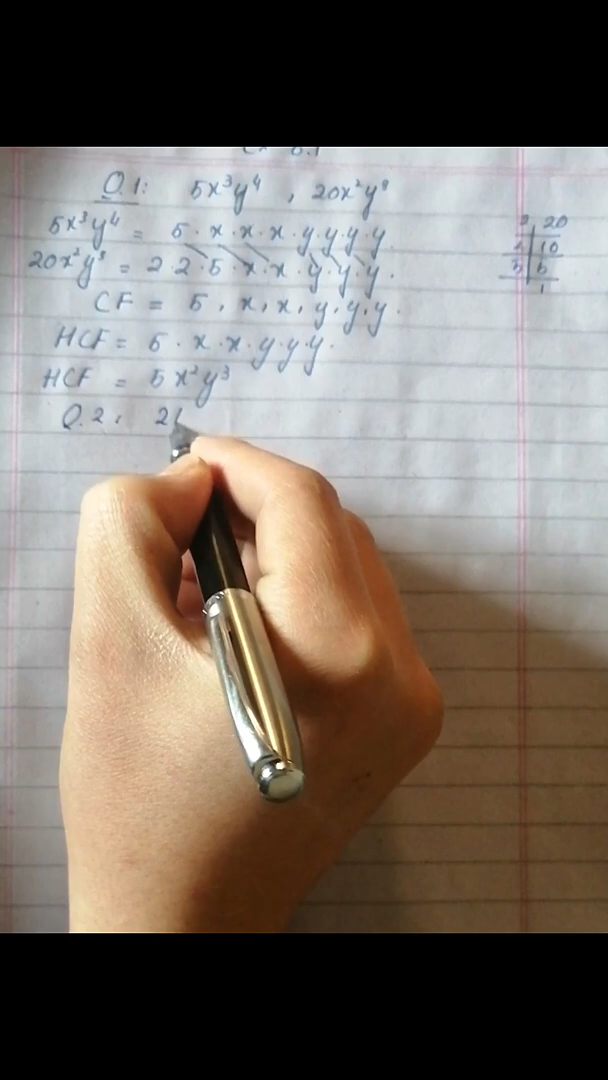 Q.1: 5x³y⁴ , 20x²y³
5x³y⁴ = 5 · x · x · x · y · y · y · y
20x²y³ = 2 · 2 · 5 · x · x · y · y · y .
CF = 5 , x , x , y , y , y .
HCF = 5 · x · x · y · y · y .
HCF = 5x²y³
Q.2 :
2 | 20
2 | 10
5 | 5
1